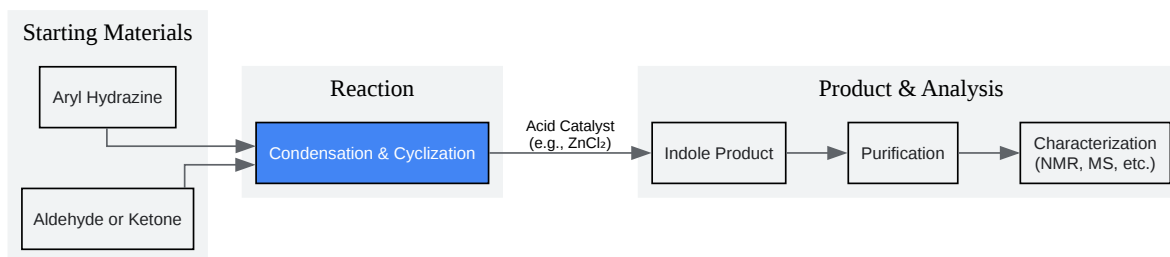 Starting Materials
Aryl Hydrazine
Aldehyde or Ketone
Reaction
Condensation & Cyclization
Acid Catalyst
(e.g., ZnCl₂)
Product & Analysis
Indole Product
Purification
Characterization
(NMR, MS, etc.)